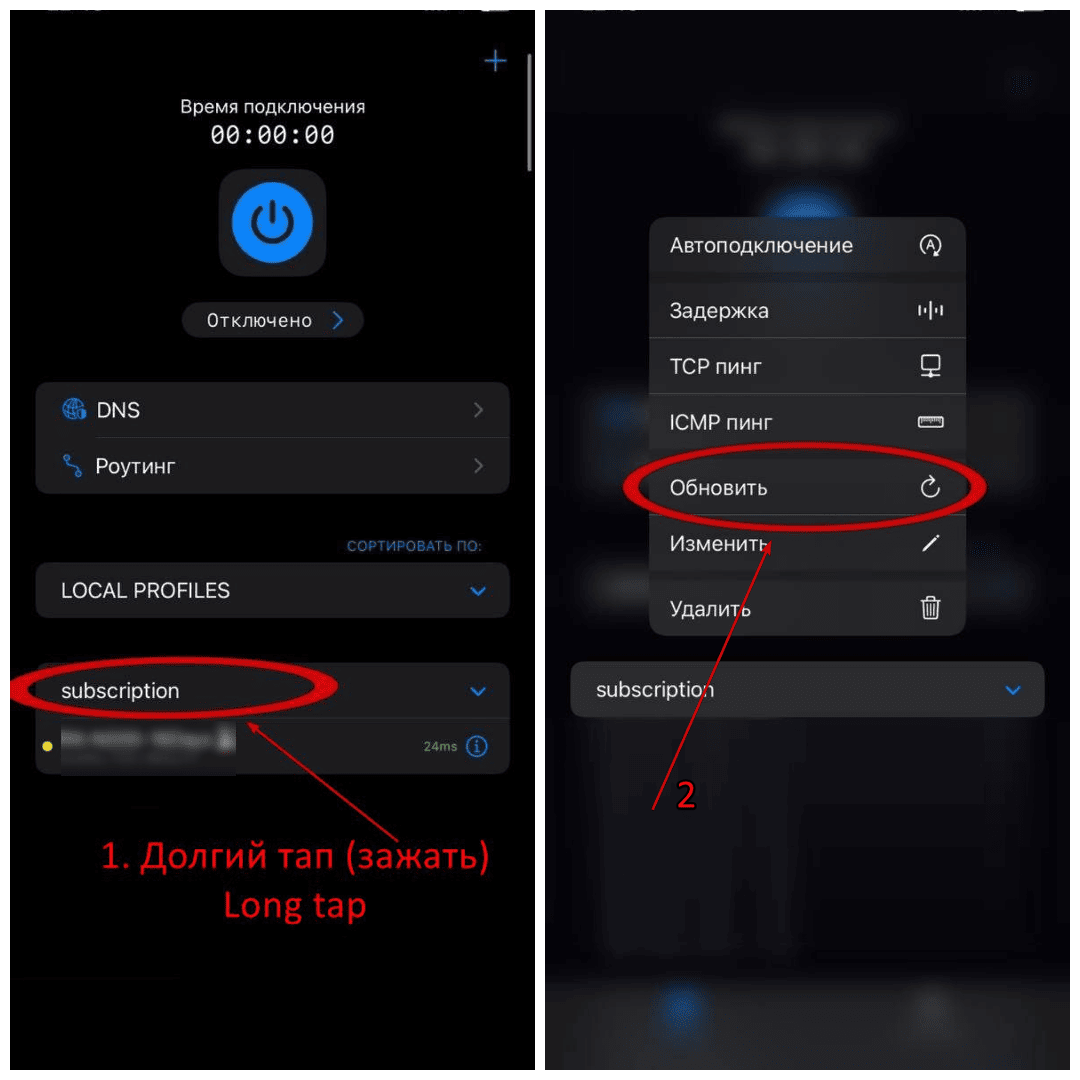 Время подключения
00:00:00
Отключено
DNS
Роутинг
СОРТИРОВАТЬ ПО:
LOCAL PROFILES
subscription
24ms
1. Долгий тап (зажать)
Long tap
Автоподключение
Задержка
TCP пинг
ICMP пинг
Обновить
Изменить
Удалить
subscription
2